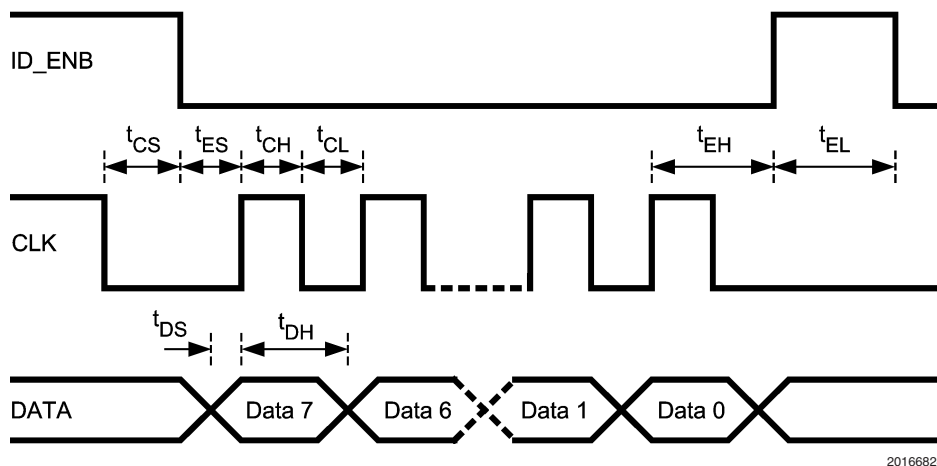 ID_ENB
tCS tES tCH tCL tEH tEL
CLK
tDS tDH
DATA Data 7 Data 6 Data 1 Data 0
2016682